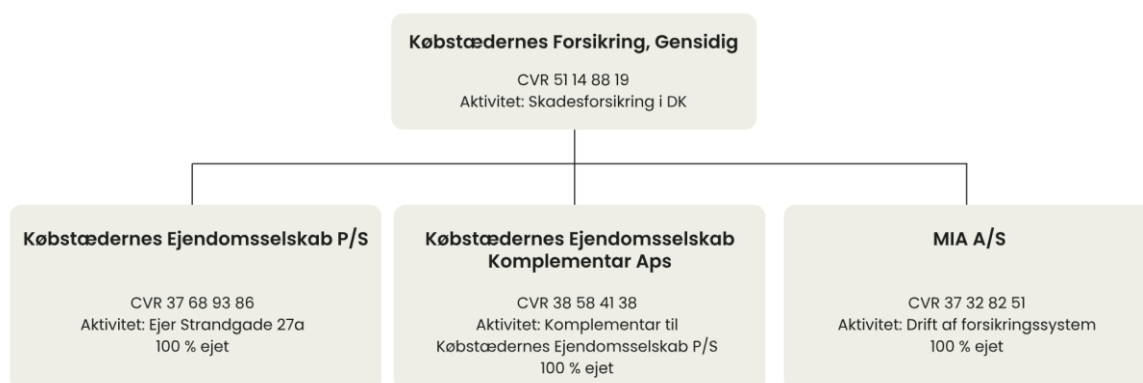 Købstædernes Forsikring, Gensidig
CVR 51 14 88 19
Aktivitet: Skadesforsikring i DK
Købstædernes Ejendomsselskab P/S
CVR 37 68 93 86
Aktivitet: Ejer Strandgade 27a
100 % ejet
Købstædernes Ejendomsselskab
Komplementar Aps
CVR 38 58 41 38
Aktivitet: Komplementar til
Købstædernes Ejendomsselskab P/S
100 % ejet
MIA A/S
CVR 37 32 82 51
Aktivitet: Drift af forsikringssystem
100 % ejet